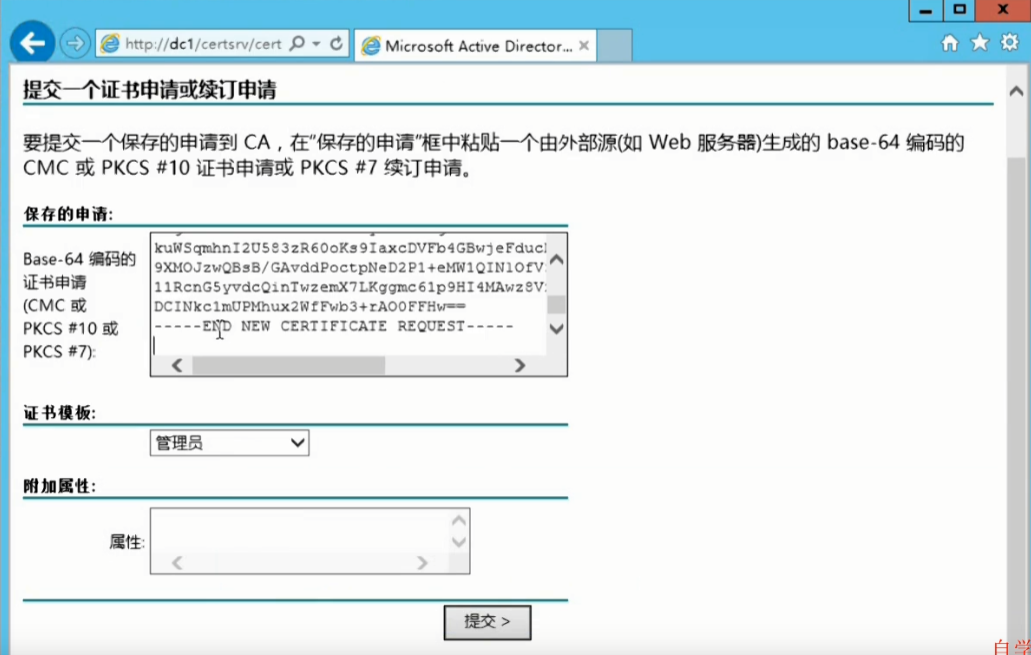 http://dc1/certsrv/cert
Microsoft Active Director...
提交一个证书申请或续订申请
要提交一个保存的申请到 CA，在“保存的申请”框中粘贴一个由外部源(如 Web 服务器)生成的 base-64 编码的
CMC 或 PKCS #10 证书申请或 PKCS #7 续订申请。
保存的申请:
Base-64 编码的
证书申请
(CMC 或
PKCS #10 或
PKCS #7):
kuWSqmhnI2U583zR60oKs9IaxcDVFb4GBwjeFduc
9XMOJzwQBsB/GAvddPoctpNeD2P1+eMW1QIN1OfV
11RcnG5yvdcQinTwzemX7LKggmc61p9HI4MAwz8V
DCINkc1mUPMhux2WfFwb3+rAO0FFHw==
-----END NEW CERTIFICATE REQUEST-----
证书模板:
管理员
附加属性:
属性:
提交 >
自学